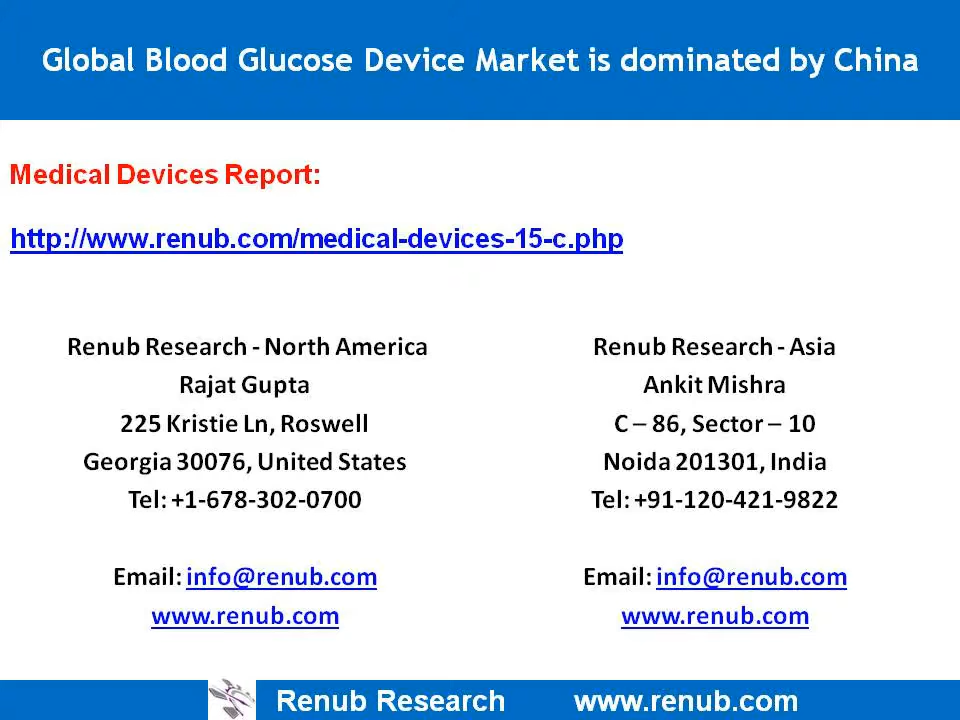 Global Blood Glucose Device Market is dominated by China
Medical Devices Report:
http://www.renub.com/medical-devices-15-c.php
Renub Research - North America
Rajat Gupta
225 Kristie Ln, Roswell
Georgia 30076, United States
Tel: +1-678-302-0700
Email: info@renub.com
www.renub.com
Renub Research - Asia
Ankit Mishra
C – 86, Sector – 10
Noida 201301, India
Tel: +91-120-421-9822
Email: info@renub.com
www.renub.com
Renub Research www.renub.com